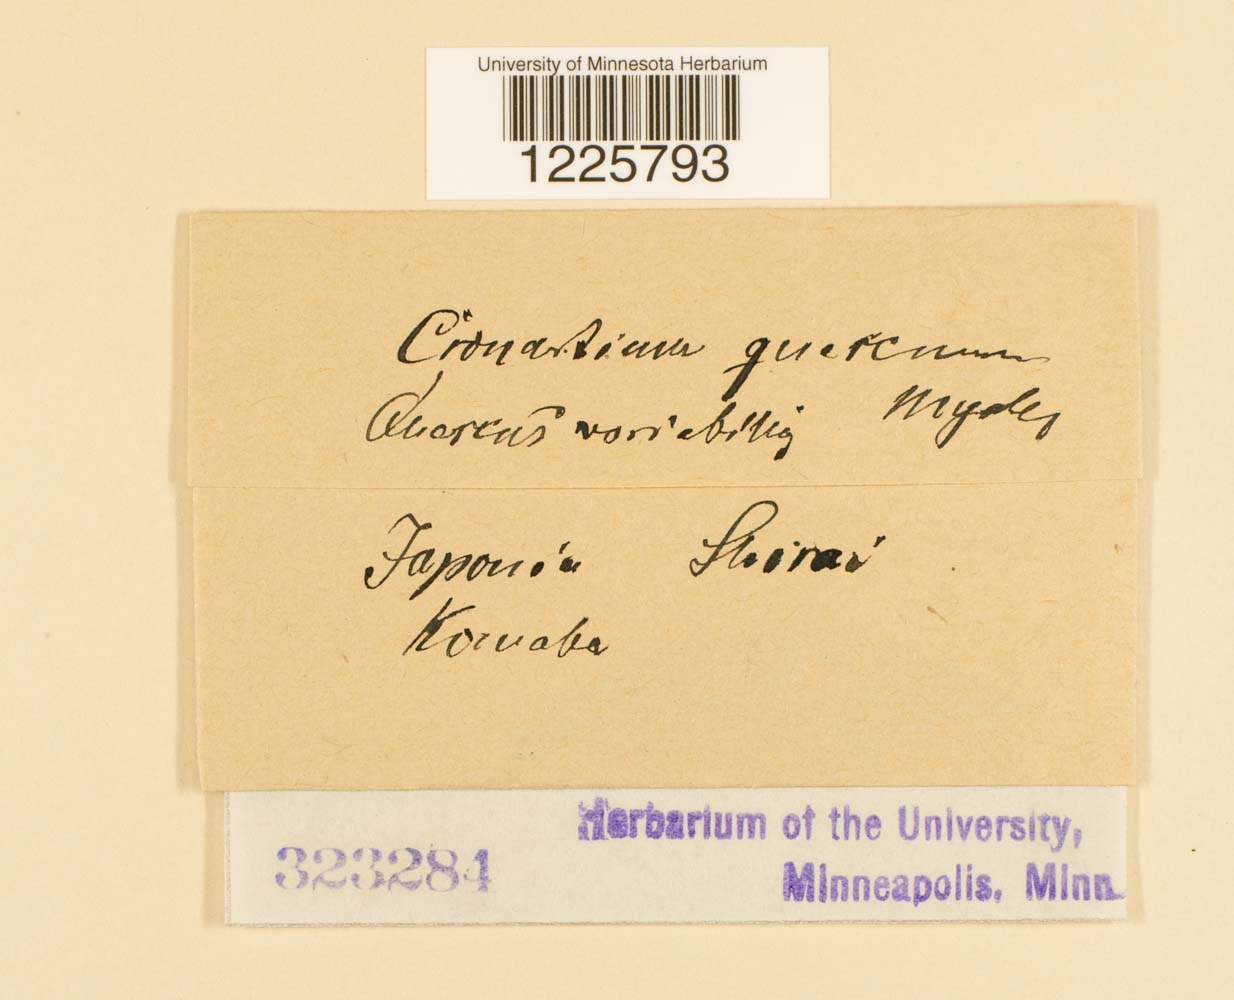 University of Minnesota Herbarium
1225793
Cronartium quercuum
Quercus variabilis Myabe
Japonia Shirai
Komaba
323284 Herbarium of the University,
Minneapolis, Minn.